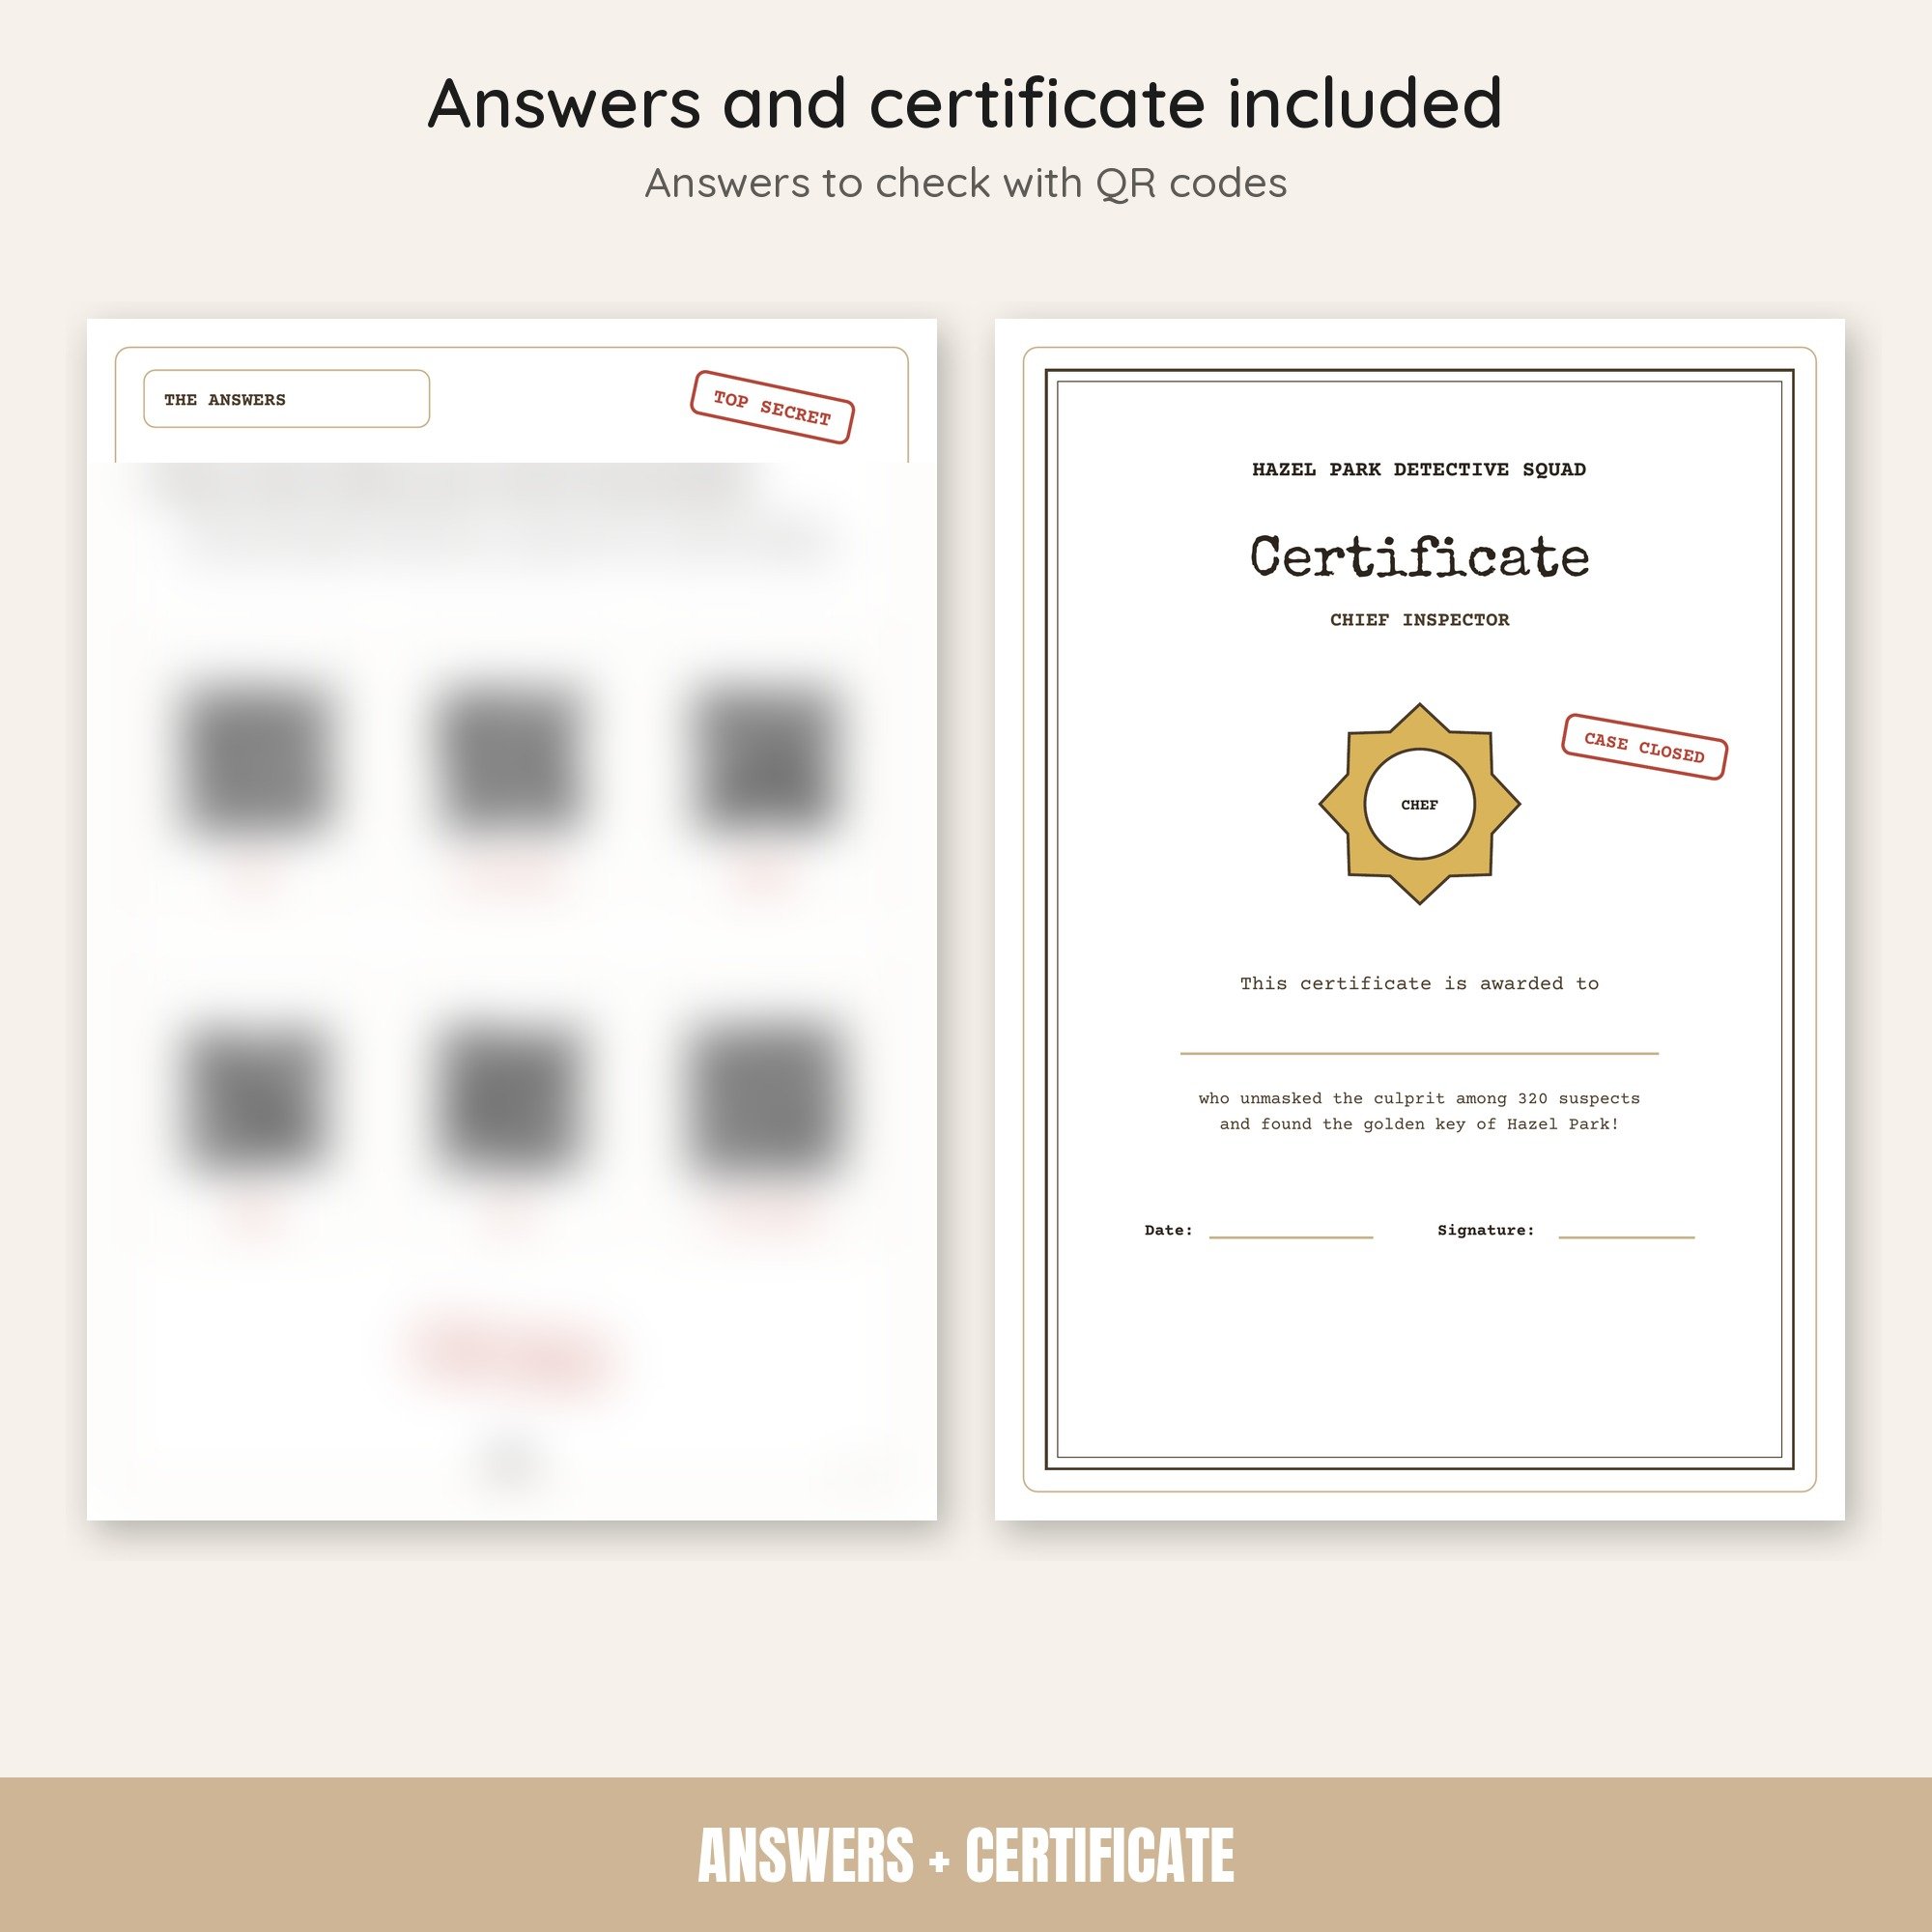 Answers and certificate included
Answers to check with QR codes
THE ANSWERS
TOP SECRET
HAZEL PARK DETECTIVE SQUAD
Certificate
CHIEF INSPECTOR
CASE CLOSED
CHEF
This certificate is awarded to
who unmasked the culprit among 320 suspects
and found the golden key of Hazel Park!
Date:
Signature:
ANSWERS + CERTIFICATE